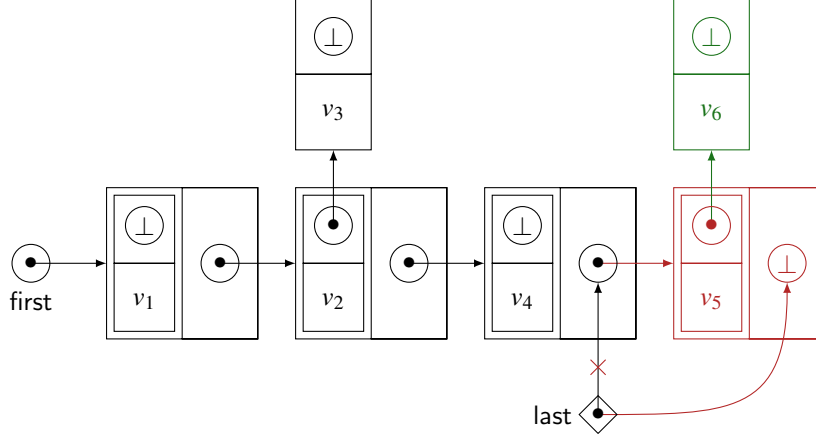 ⊥ ⊥
v₃ v₆
⊥ ⊥
⊥
first v₁ v₂ v₄ v₅
last